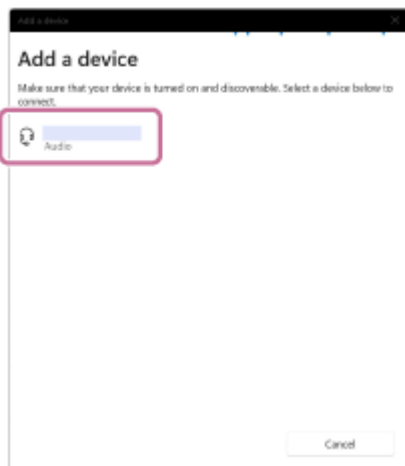 Add a device
Add a device
Make sure that your device is turned on and discoverable. Select a device below to
connect.
Audio
Cancel